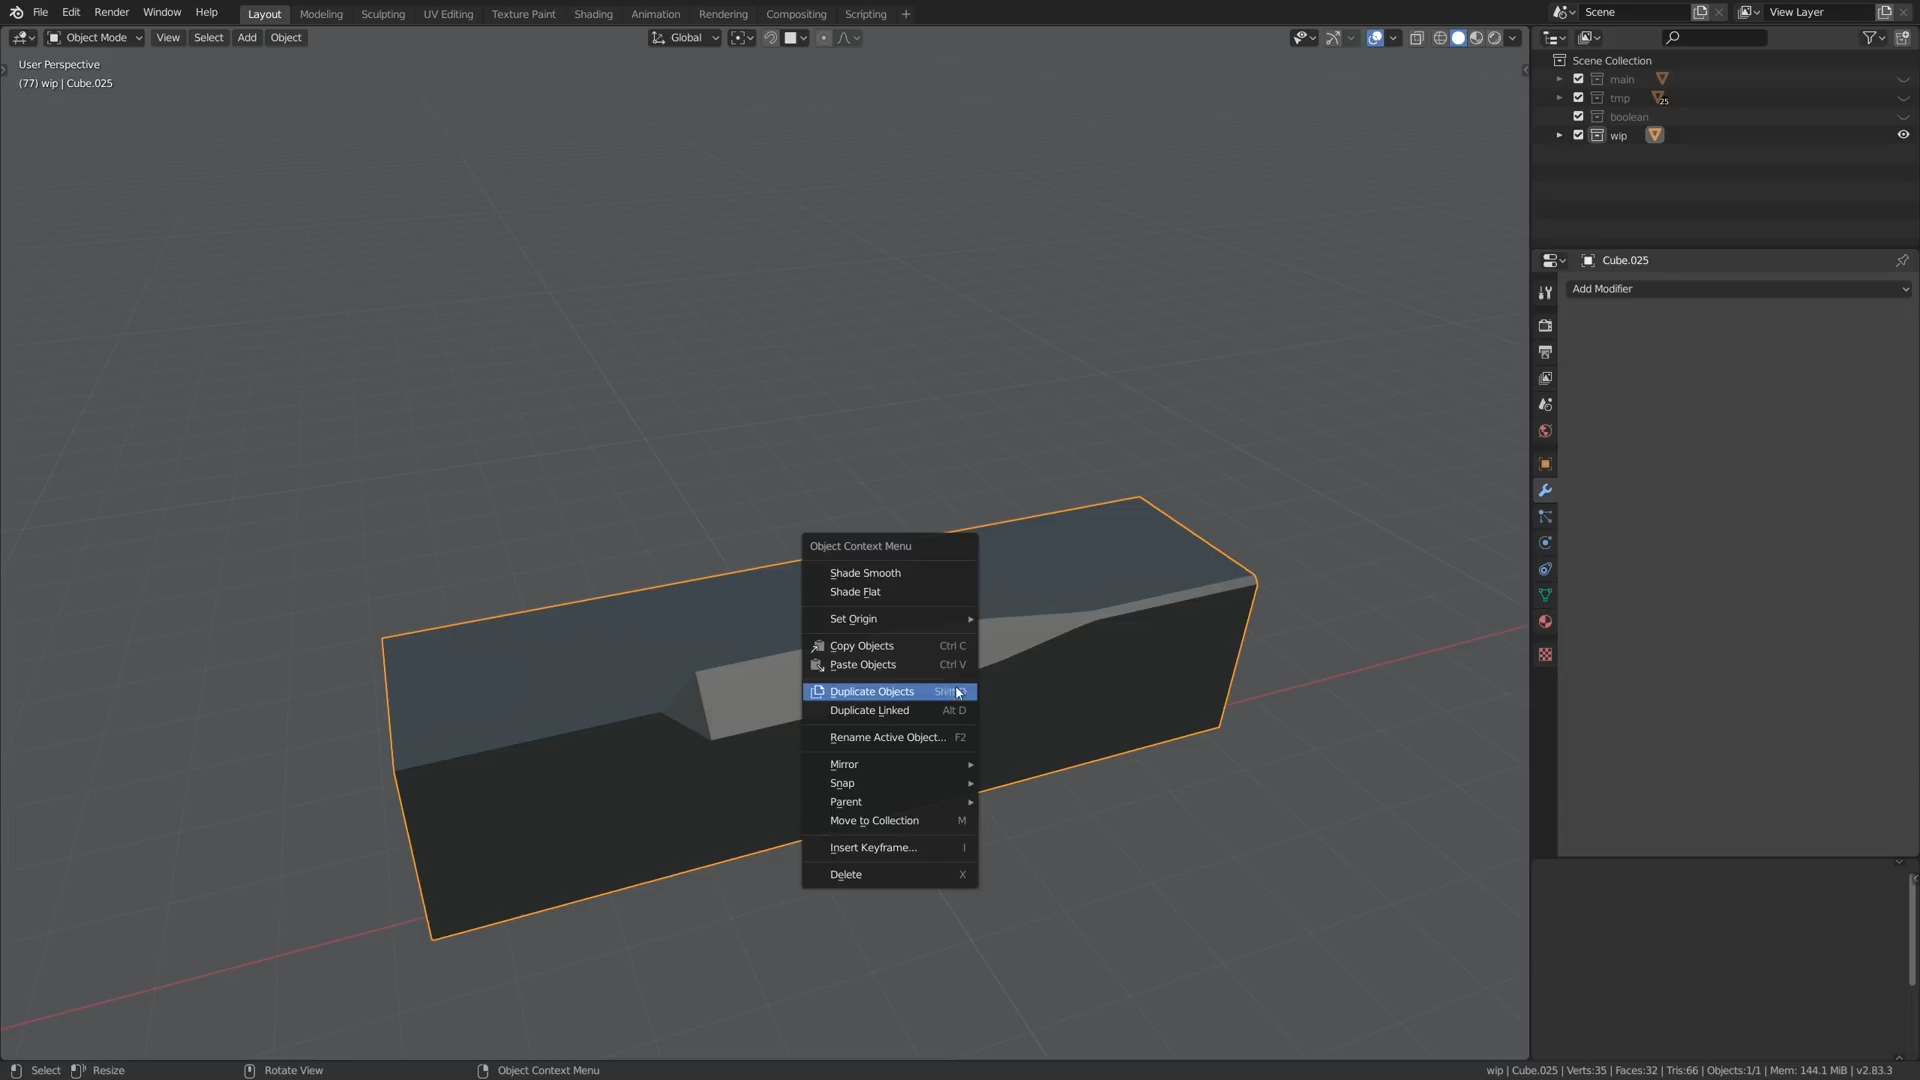 File Edit Render Window Help Layout Modeling Sculpting UV Editing Texture Paint Shading Animation Rendering Compositing Scripting + Scene View Layer
Object Mode View Select Add Object Global
User Perspective
(77) wip | Cube.025
Scene Collection
main
tmp 25
boolean
wip
Cube.025
Add Modifier
Object Context Menu
Shade Smooth
Shade Flat
Set Origin
Copy Objects Ctrl C
Paste Objects Ctrl V
Duplicate Objects
Duplicate Linked Alt D
Rename Active Object... F2
Mirror
Snap
Parent
Move to Collection M
Insert Keyframe... I
Delete X
Select Resize Rotate View Object Context Menu wip | Cube.025 | Verts:35 | Faces:32 | Tris:66 | Objects:1/1 | Mem: 144.1 MiB | v2.83.3